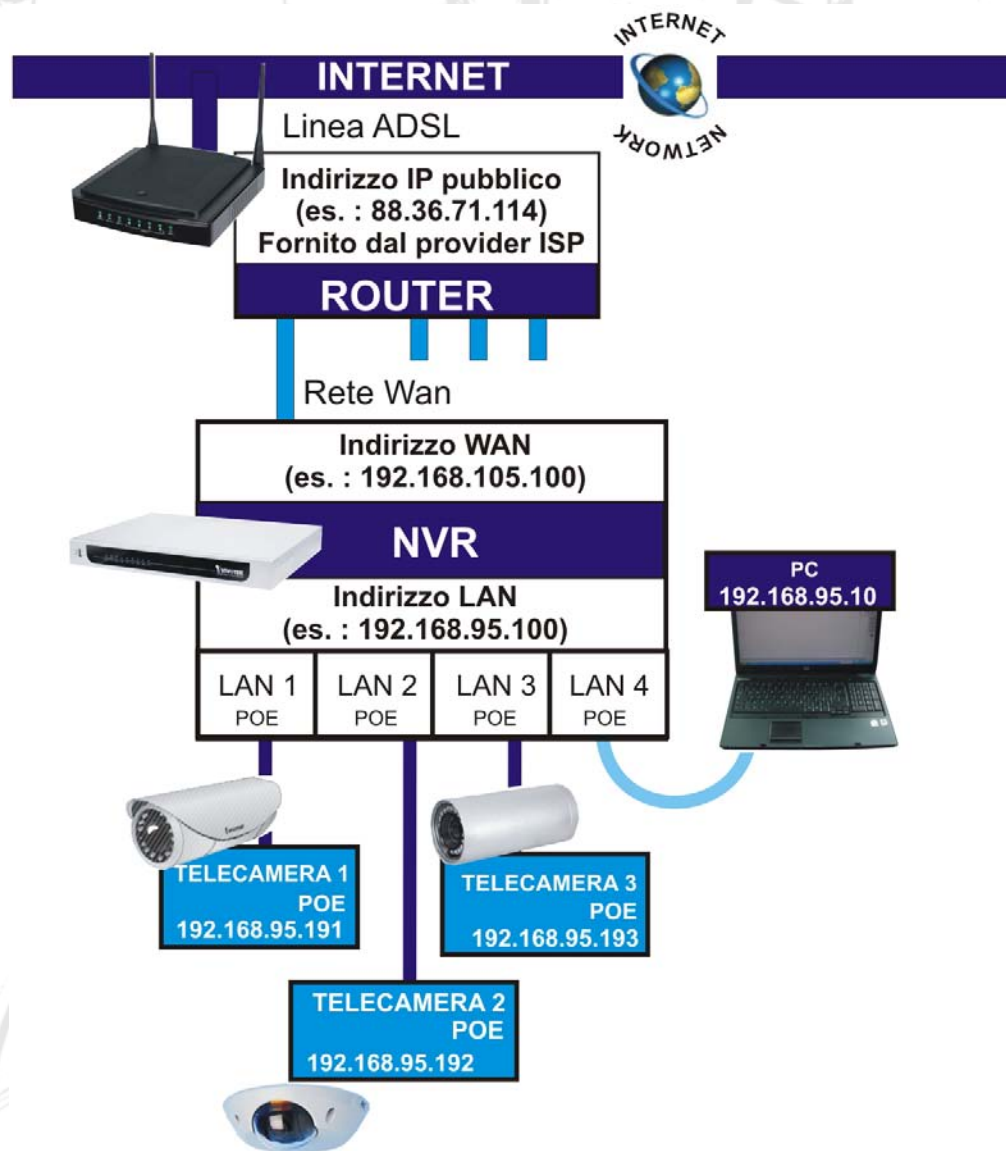 INTERNET
NETWORK
INTERNET
Linea ADSL
Indirizzo IP pubblico
(es. : 88.36.71.114)
Fornito dal provider ISP
ROUTER
Rete Wan
Indirizzo WAN
(es. : 192.168.105.100)
NVR
Indirizzo LAN
(es. : 192.168.95.100)
PC
192.168.95.10
LAN 1
POE
LAN 2
POE
LAN 3
POE
LAN 4
POE
TELECAMERA 1
POE
192.168.95.191
TELECAMERA 3
POE
192.168.95.193
TELECAMERA 2
POE
192.168.95.192